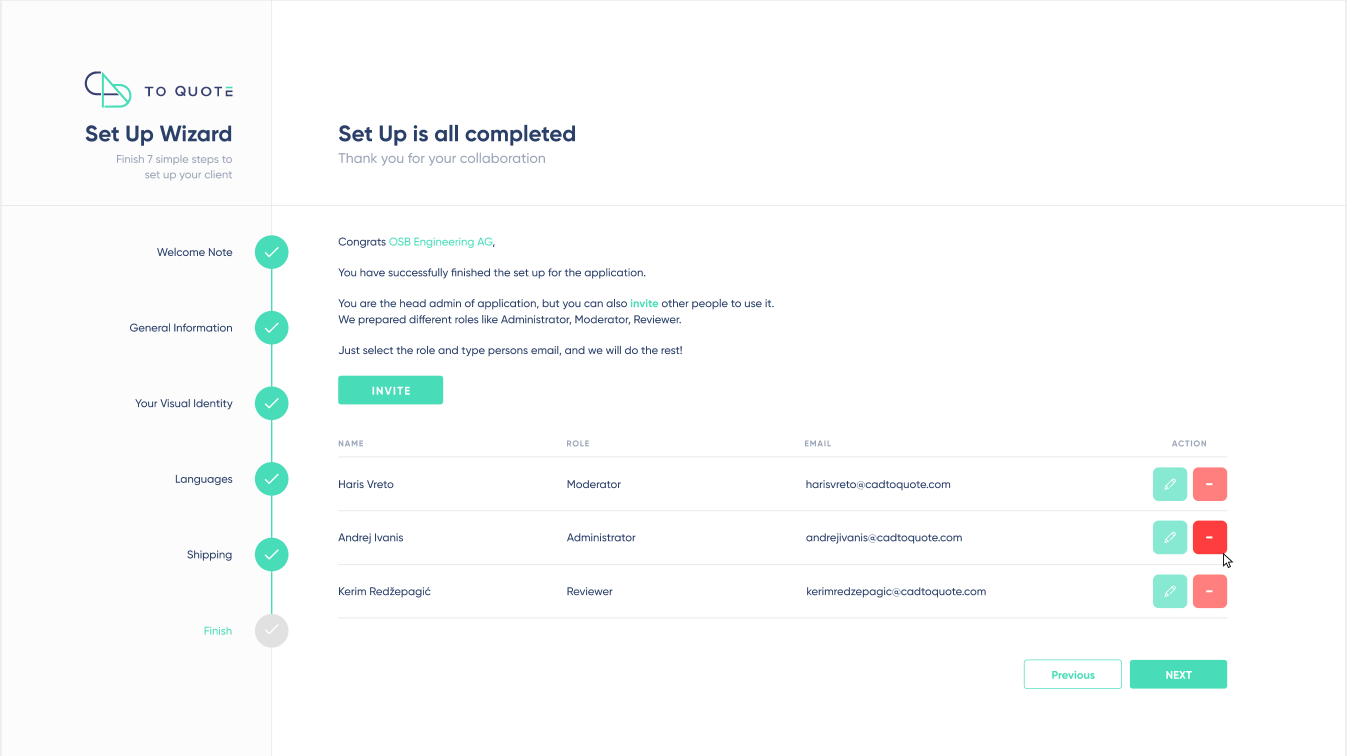 TO QUOTE
Set Up Wizard
Finish 7 simple steps to
set up your client
Set Up is all completed
Thank you for your collaboration
Welcome Note
General Information
Your Visual Identity
Languages
Shipping
Finish
Congrats OSB Engineering AG,
You have successfully finished the set up for the application.
You are the head admin of application, but you can also invite other people to use it.
We prepared different roles like Administrator, Moderator, Reviewer.
Just select the role and type persons email, and we will do the rest!
INVITE
NAME ROLE EMAIL ACTION
Haris Vreto Moderator harisvreto@cadtoquote.com
Andrej Ivanis Administrator andrejivanis@cadtoquote.com
Kerim Redžepagić Reviewer kerimredzepagic@cadtoquote.com
Previous NEXT